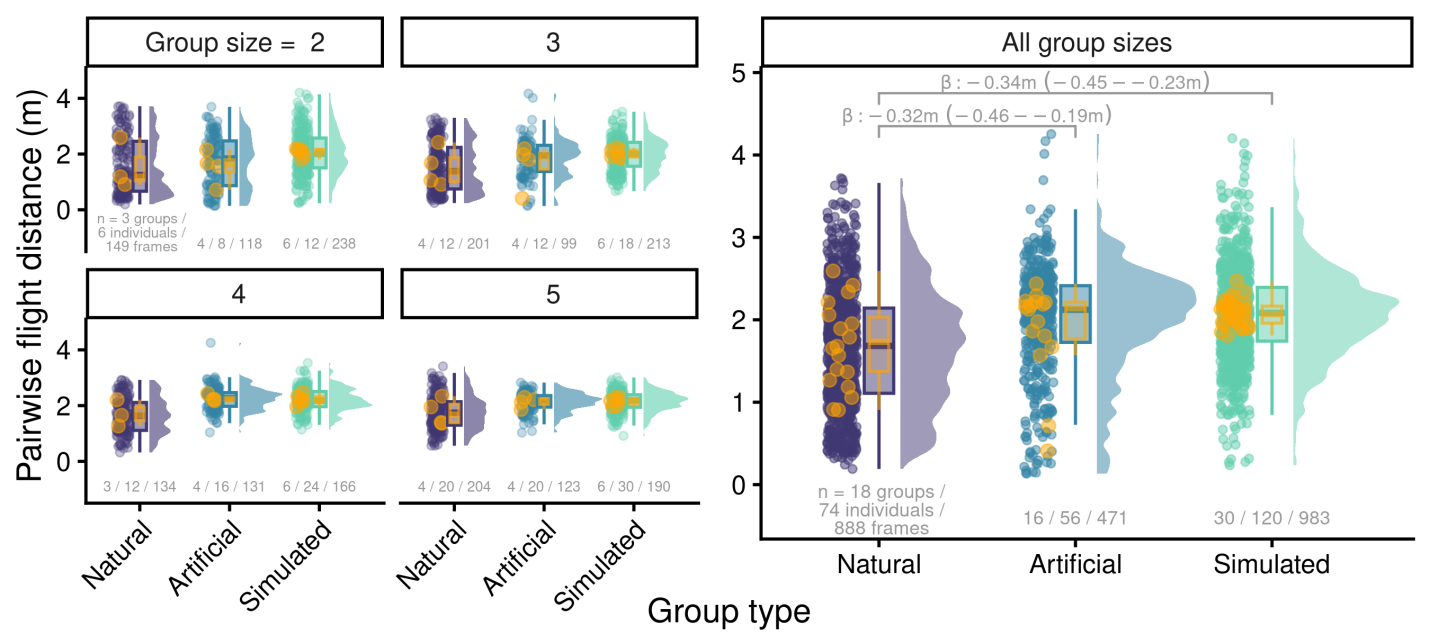 Group size = 2
3
All group sizes
Pairwise flight distance (m)
4
2
0
n = 3 groups /
6 individuals /
149 frames
4 / 8 / 118
6 / 12 / 238
4 / 12 / 201
4 / 12 / 99
6 / 18 / 213
4
5
4
2
0
3 / 12 / 134
4 / 16 / 131
6 / 24 / 166
4 / 20 / 204
4 / 20 / 123
6 / 30 / 190
Natural
Artificial
Simulated
Natural
Artificial
Simulated
5
4
3
2
1
0
β : − 0.34m (− 0.45 − − 0.23m)
β : − 0.32m (− 0.46 − − 0.19m)
n = 18 groups /
74 individuals /
888 frames
16 / 56 / 471
30 / 120 / 983
Natural
Artificial
Simulated
Group type